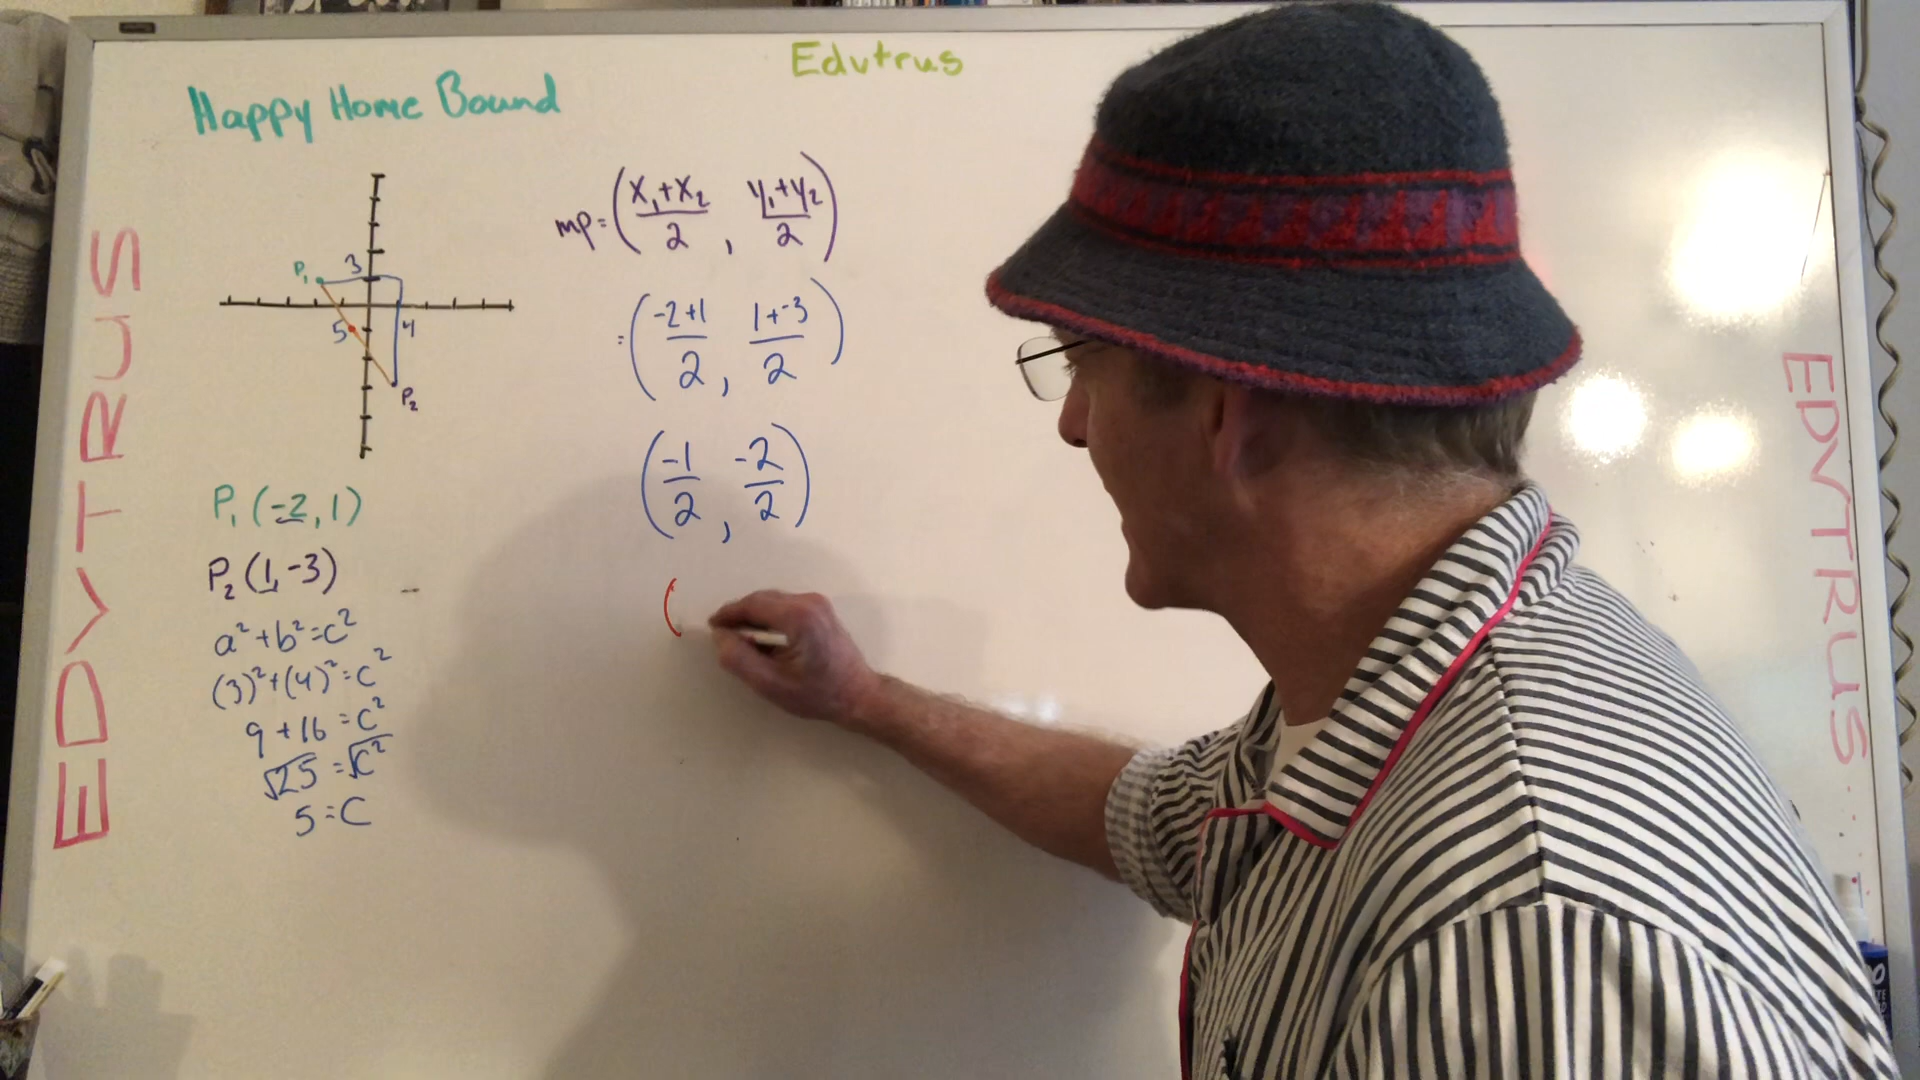 Edvtrus
Happy Home Bound
EDVTRUS
EDVTRUS
P₁
3
5
4
P₂
mp=(x₁+x₂/2, y₁+y₂/2)
=(-2+1/2, 1+-3/2)
(-1/2, -2/2)
(
P₁(-2,1)
P₂(1,-3)
a²+b²=c²
(3)²+(4)²=c²
9+16=c²
√25=√c²
5=C